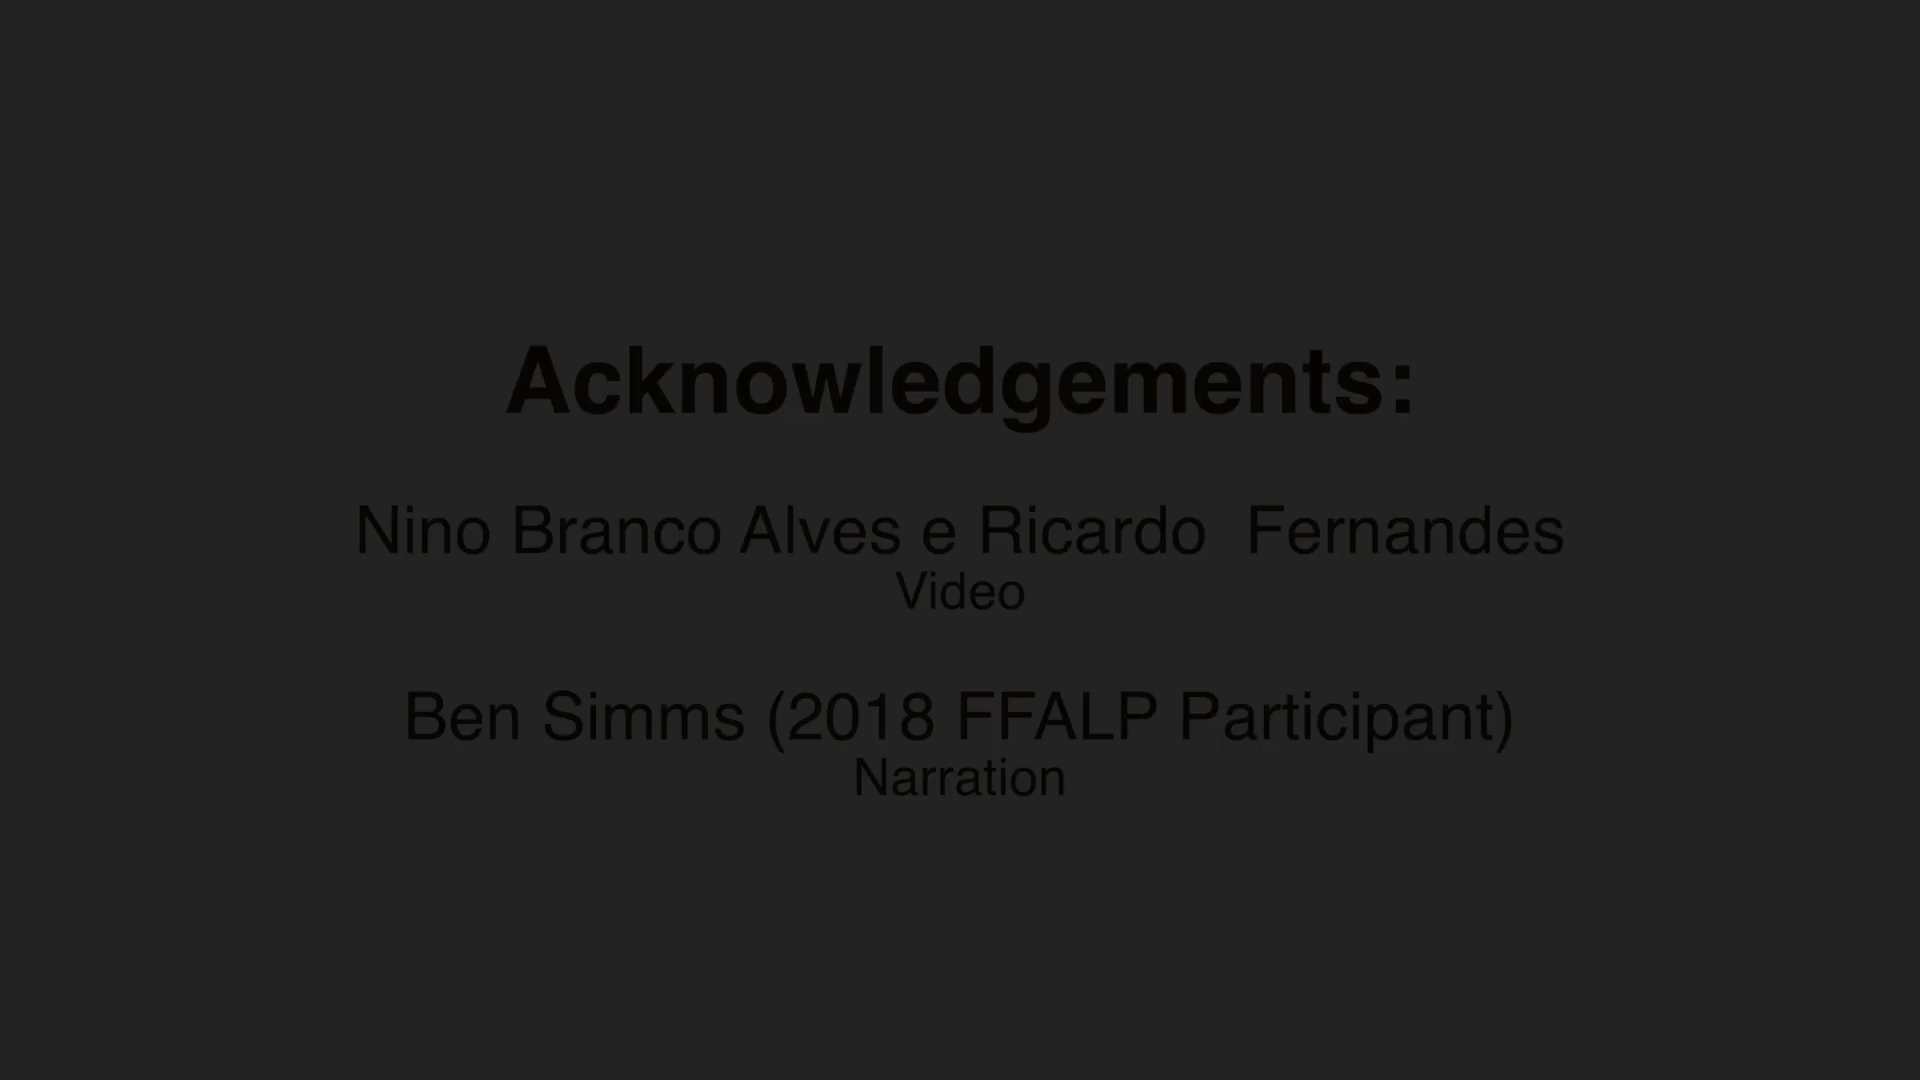 Acknowledgements:
Nino Branco Alves e Ricardo  Fernandes
Video
Ben Simms (2018 FFALP Participant)
Narration